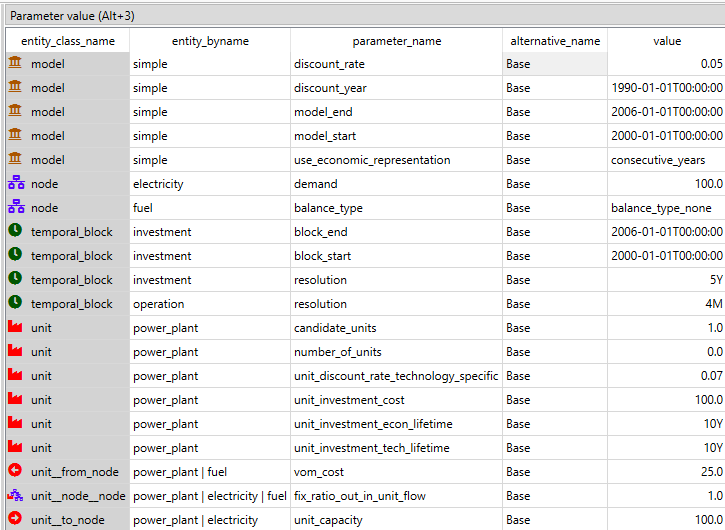 Parameter value (Alt+3)
entity_class_name entity_byname parameter_name alternative_name value
model simple discount_rate Base 0.05
model simple discount_year Base 1990-01-01T00:00:00
model simple model_end Base 2006-01-01T00:00:00
model simple model_start Base 2000-01-01T00:00:00
model simple use_economic_representation Base consecutive_years
node electricity demand Base 100.0
node fuel balance_type Base balance_type_none
temporal_block investment block_end Base 2006-01-01T00:00:00
temporal_block investment block_start Base 2000-01-01T00:00:00
temporal_block investment resolution Base 5Y
temporal_block operation resolution Base 4M
unit power_plant candidate_units Base 1.0
unit power_plant number_of_units Base 0.0
unit power_plant unit_discount_rate_technology_specific Base 0.07
unit power_plant unit_investment_cost Base 100.0
unit power_plant unit_investment_econ_lifetime Base 10Y
unit power_plant unit_investment_tech_lifetime Base 10Y
unit__from_node power_plant | fuel vom_cost Base 25.0
unit__node__node power_plant | electricity | fuel fix_ratio_out_in_unit_flow Base 1.0
unit__to_node power_plant | electricity unit_capacity Base 100.0